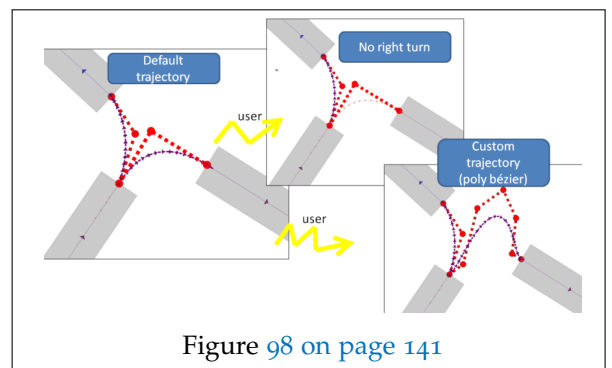 Default
trajectory
No right turn
user
Custom
trajectory
(poly bézier)
user
Figure 98 on page 141